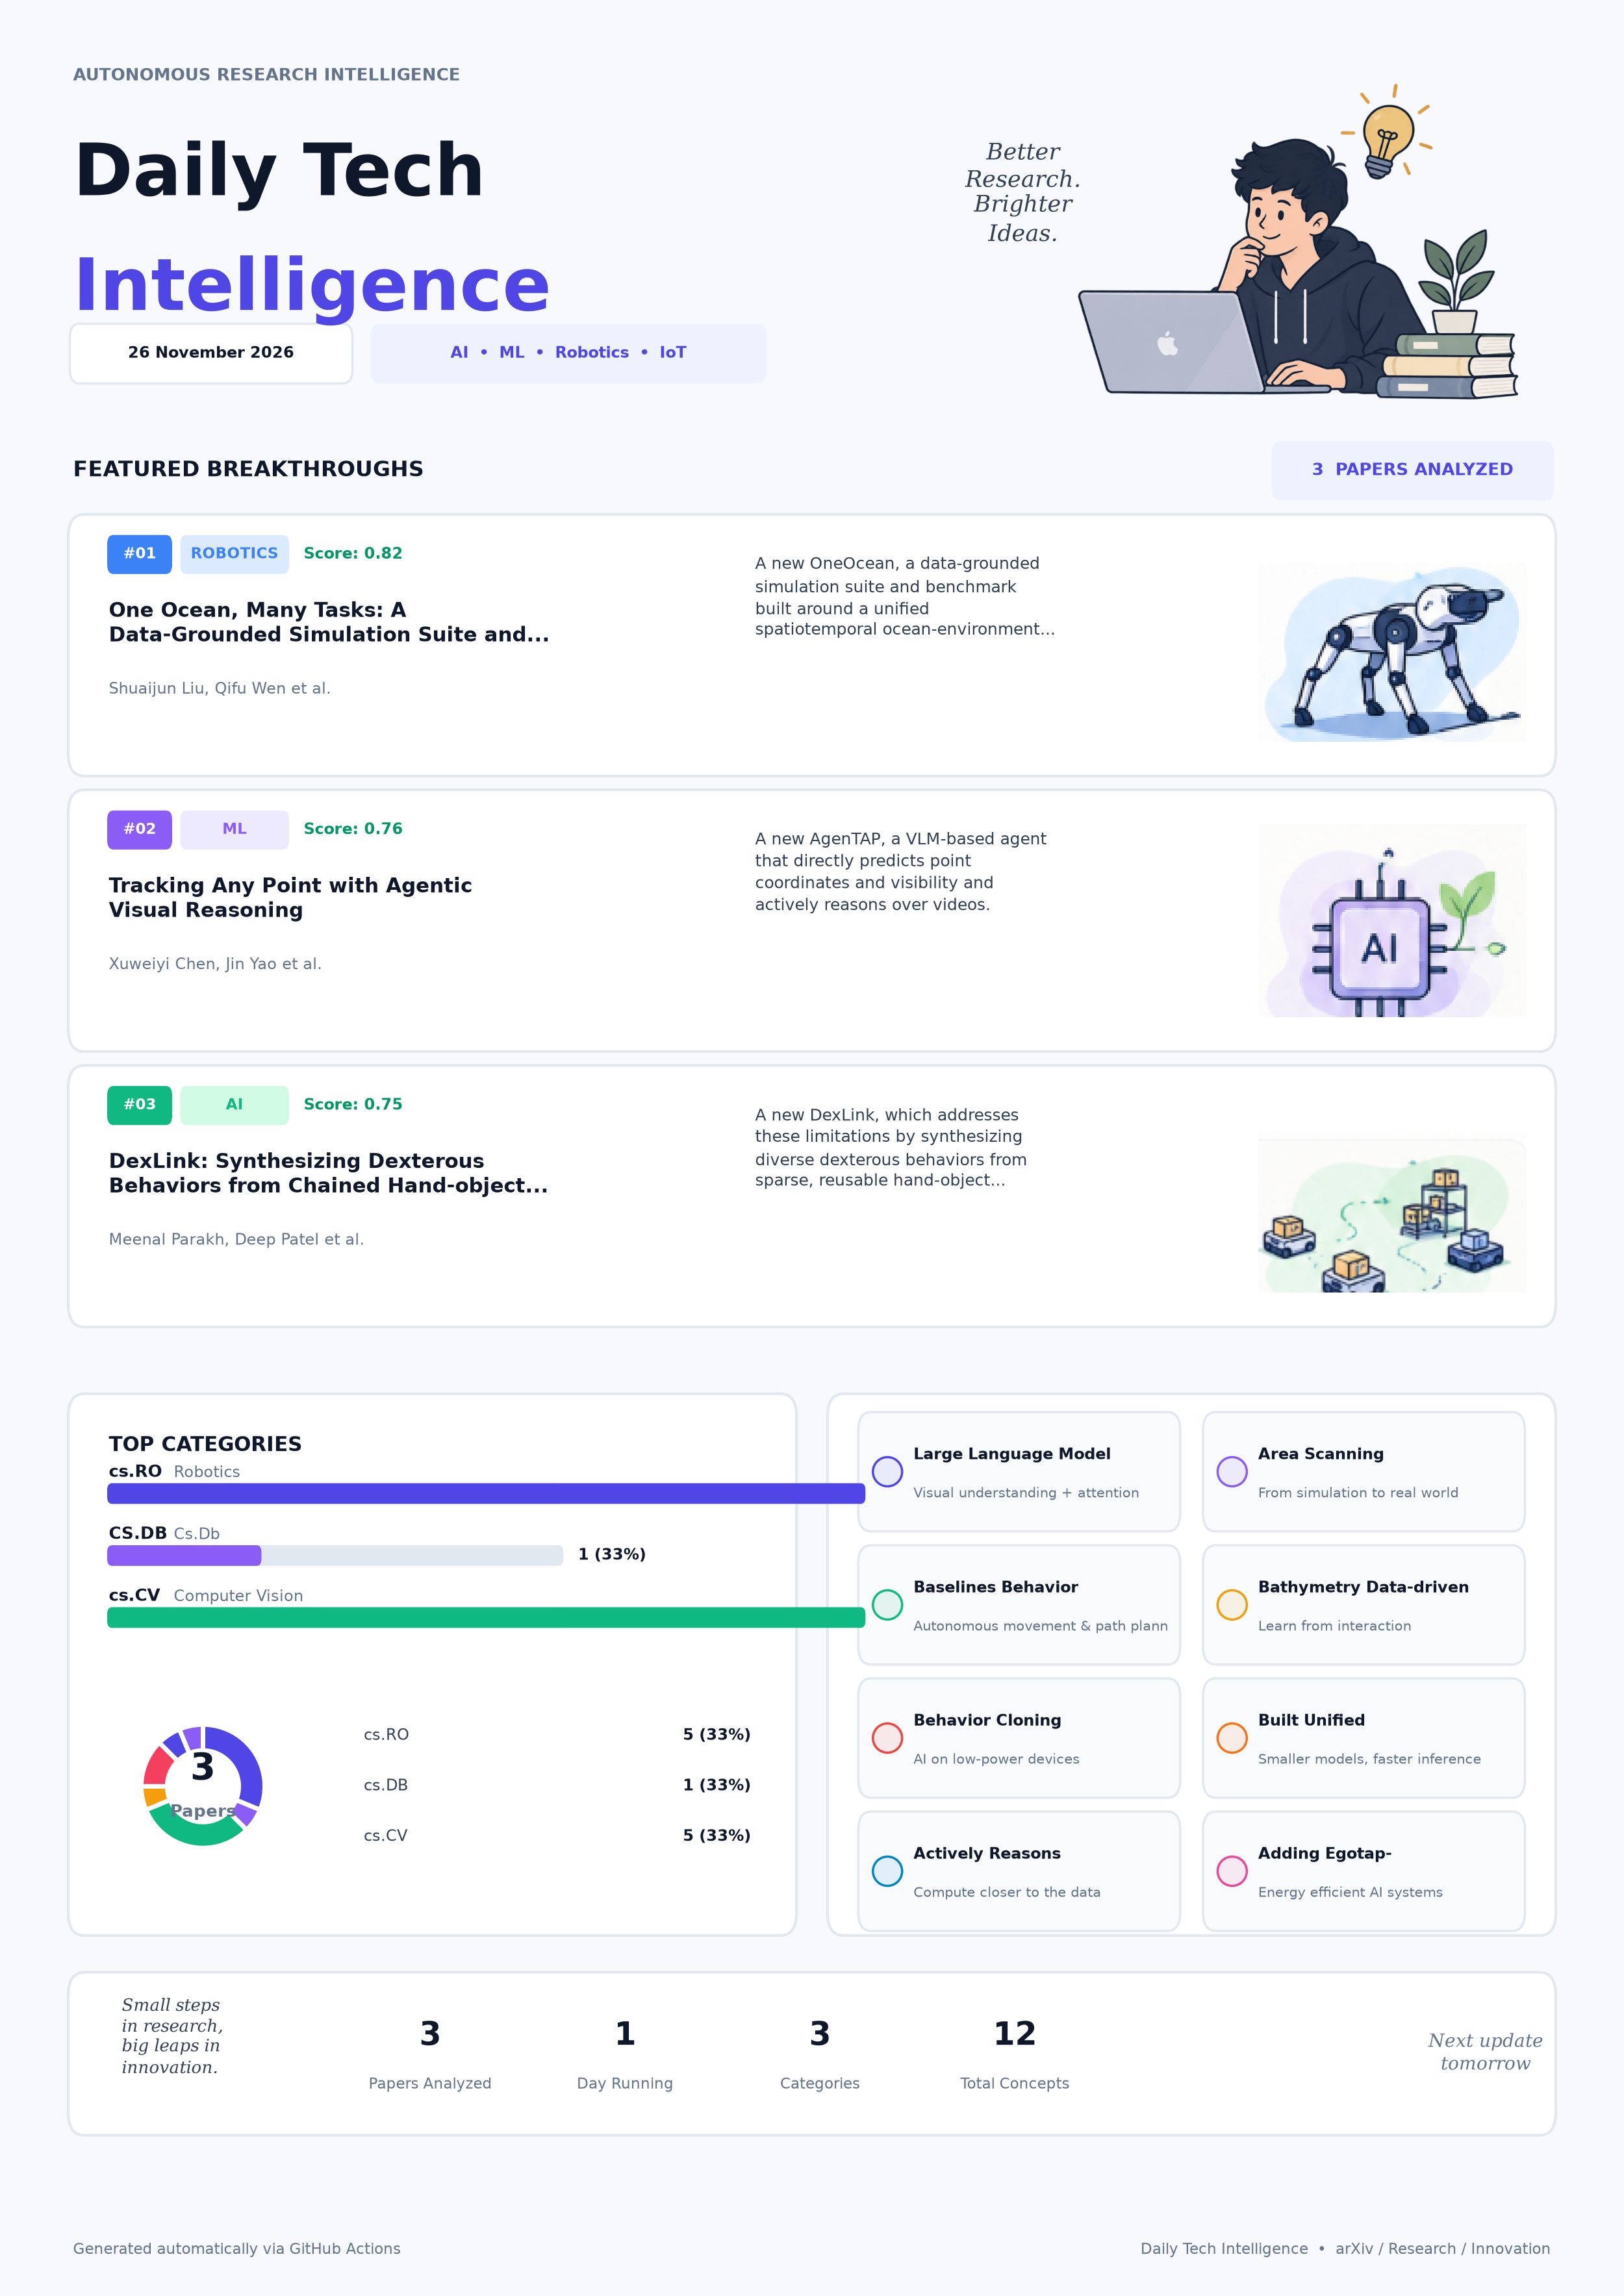 AUTONOMOUS RESEARCH INTELLIGENCE
Daily Tech
Intelligence
26 November 2026
AI • ML • Robotics • IoT
Better
Research.
Brighter
Ideas.
FEATURED BREAKTHROUGHS
3 PAPERS ANALYZED
#01
ROBOTICS
Score: 0.82
One Ocean, Many Tasks: A
Data-Grounded Simulation Suite and...
Shuaijun Liu, Qifu Wen et al.
A new OneOcean, a data-grounded
simulation suite and benchmark
built around a unified
spatiotemporal ocean-environment...
#02
ML
Score: 0.76
Tracking Any Point with Agentic
Visual Reasoning
Xuweiyi Chen, Jin Yao et al.
A new AgenTAP, a VLM-based agent
that directly predicts point
coordinates and visibility and
actively reasons over videos.
AI
#03
AI
Score: 0.75
DexLink: Synthesizing Dexterous
Behaviors from Chained Hand-object...
Meenal Parakh, Deep Patel et al.
A new DexLink, which addresses
these limitations by synthesizing
diverse dexterous behaviors from
sparse, reusable hand-object...
TOP CATEGORIES
cs.RO Robotics
CS.DB Cs.Db
1 (33%)
cs.CV Computer Vision
3
Papers
cs.RO 5 (33%)
cs.DB 1 (33%)
cs.CV 5 (33%)
Large Language Model
Visual understanding + attention
Area Scanning
From simulation to real world
Baselines Behavior
Autonomous movement & path plann
Bathymetry Data-driven
Learn from interaction
Behavior Cloning
AI on low-power devices
Built Unified
Smaller models, faster inference
Actively Reasons
Compute closer to the data
Adding Egotap-
Energy efficient AI systems
Small steps
in research,
big leaps in
innovation.
3
Papers Analyzed
1
Day Running
3
Categories
12
Total Concepts
Next update
tomorrow
Generated automatically via GitHub Actions
Daily Tech Intelligence • arXiv / Research / Innovation